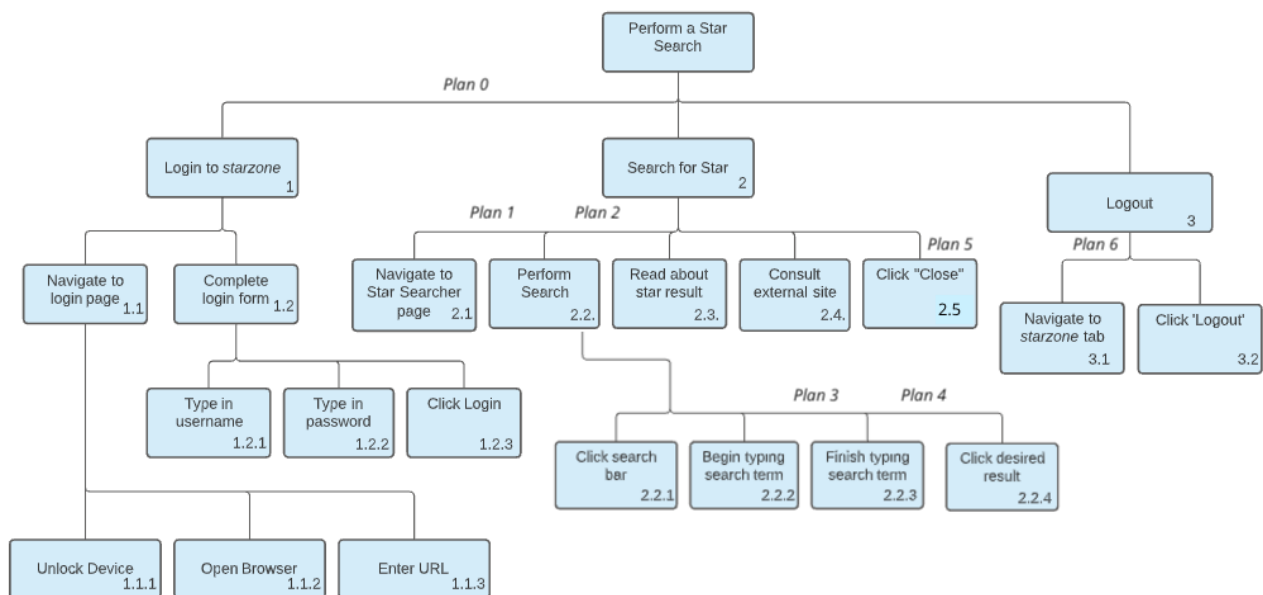 Perform a Star
Search
Plan 0
Login to starzone
1
Search for Star
2
Logout
3
Plan 1
Plan 2
Plan 5
Plan 6
Navigate to
login page
1.1
Complete
login form
1.2
Navigate to
Star Searcher
page
2.1
Perform
Search
2.2.
Read about
star result
2.3.
Consult
external site
2.4.
Click "Close"
2.5
Navigate to
starzone tab
3.1
Click 'Logout'
3.2
Type in
username
1.2.1
Type in
password
1.2.2
Click Login
1.2.3
Plan 3
Plan 4
Click search
bar
2.2.1
Begin typing
search term
2.2.2
Finish typing
search term
2.2.3
Click desired
result
2.2.4
Unlock Device
1.1.1
Open Browser
1.1.2
Enter URL
1.1.3